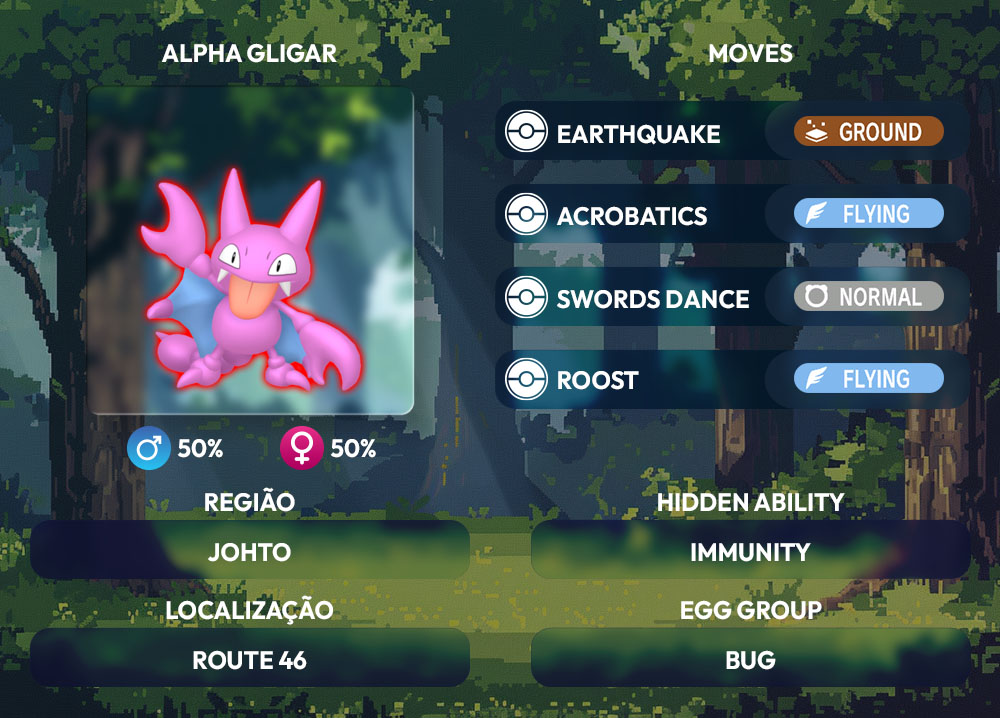 ALPHA GLIGAR
50%
50%
REGIÃO
JOHTO
LOCALIZAÇÃO
ROUTE 46
MOVES
EARTHQUAKE GROUND
ACROBATICS FLYING
SWORDS DANCE NORMAL
ROOST FLYING
HIDDEN ABILITY
IMMUNITY
EGG GROUP
BUG